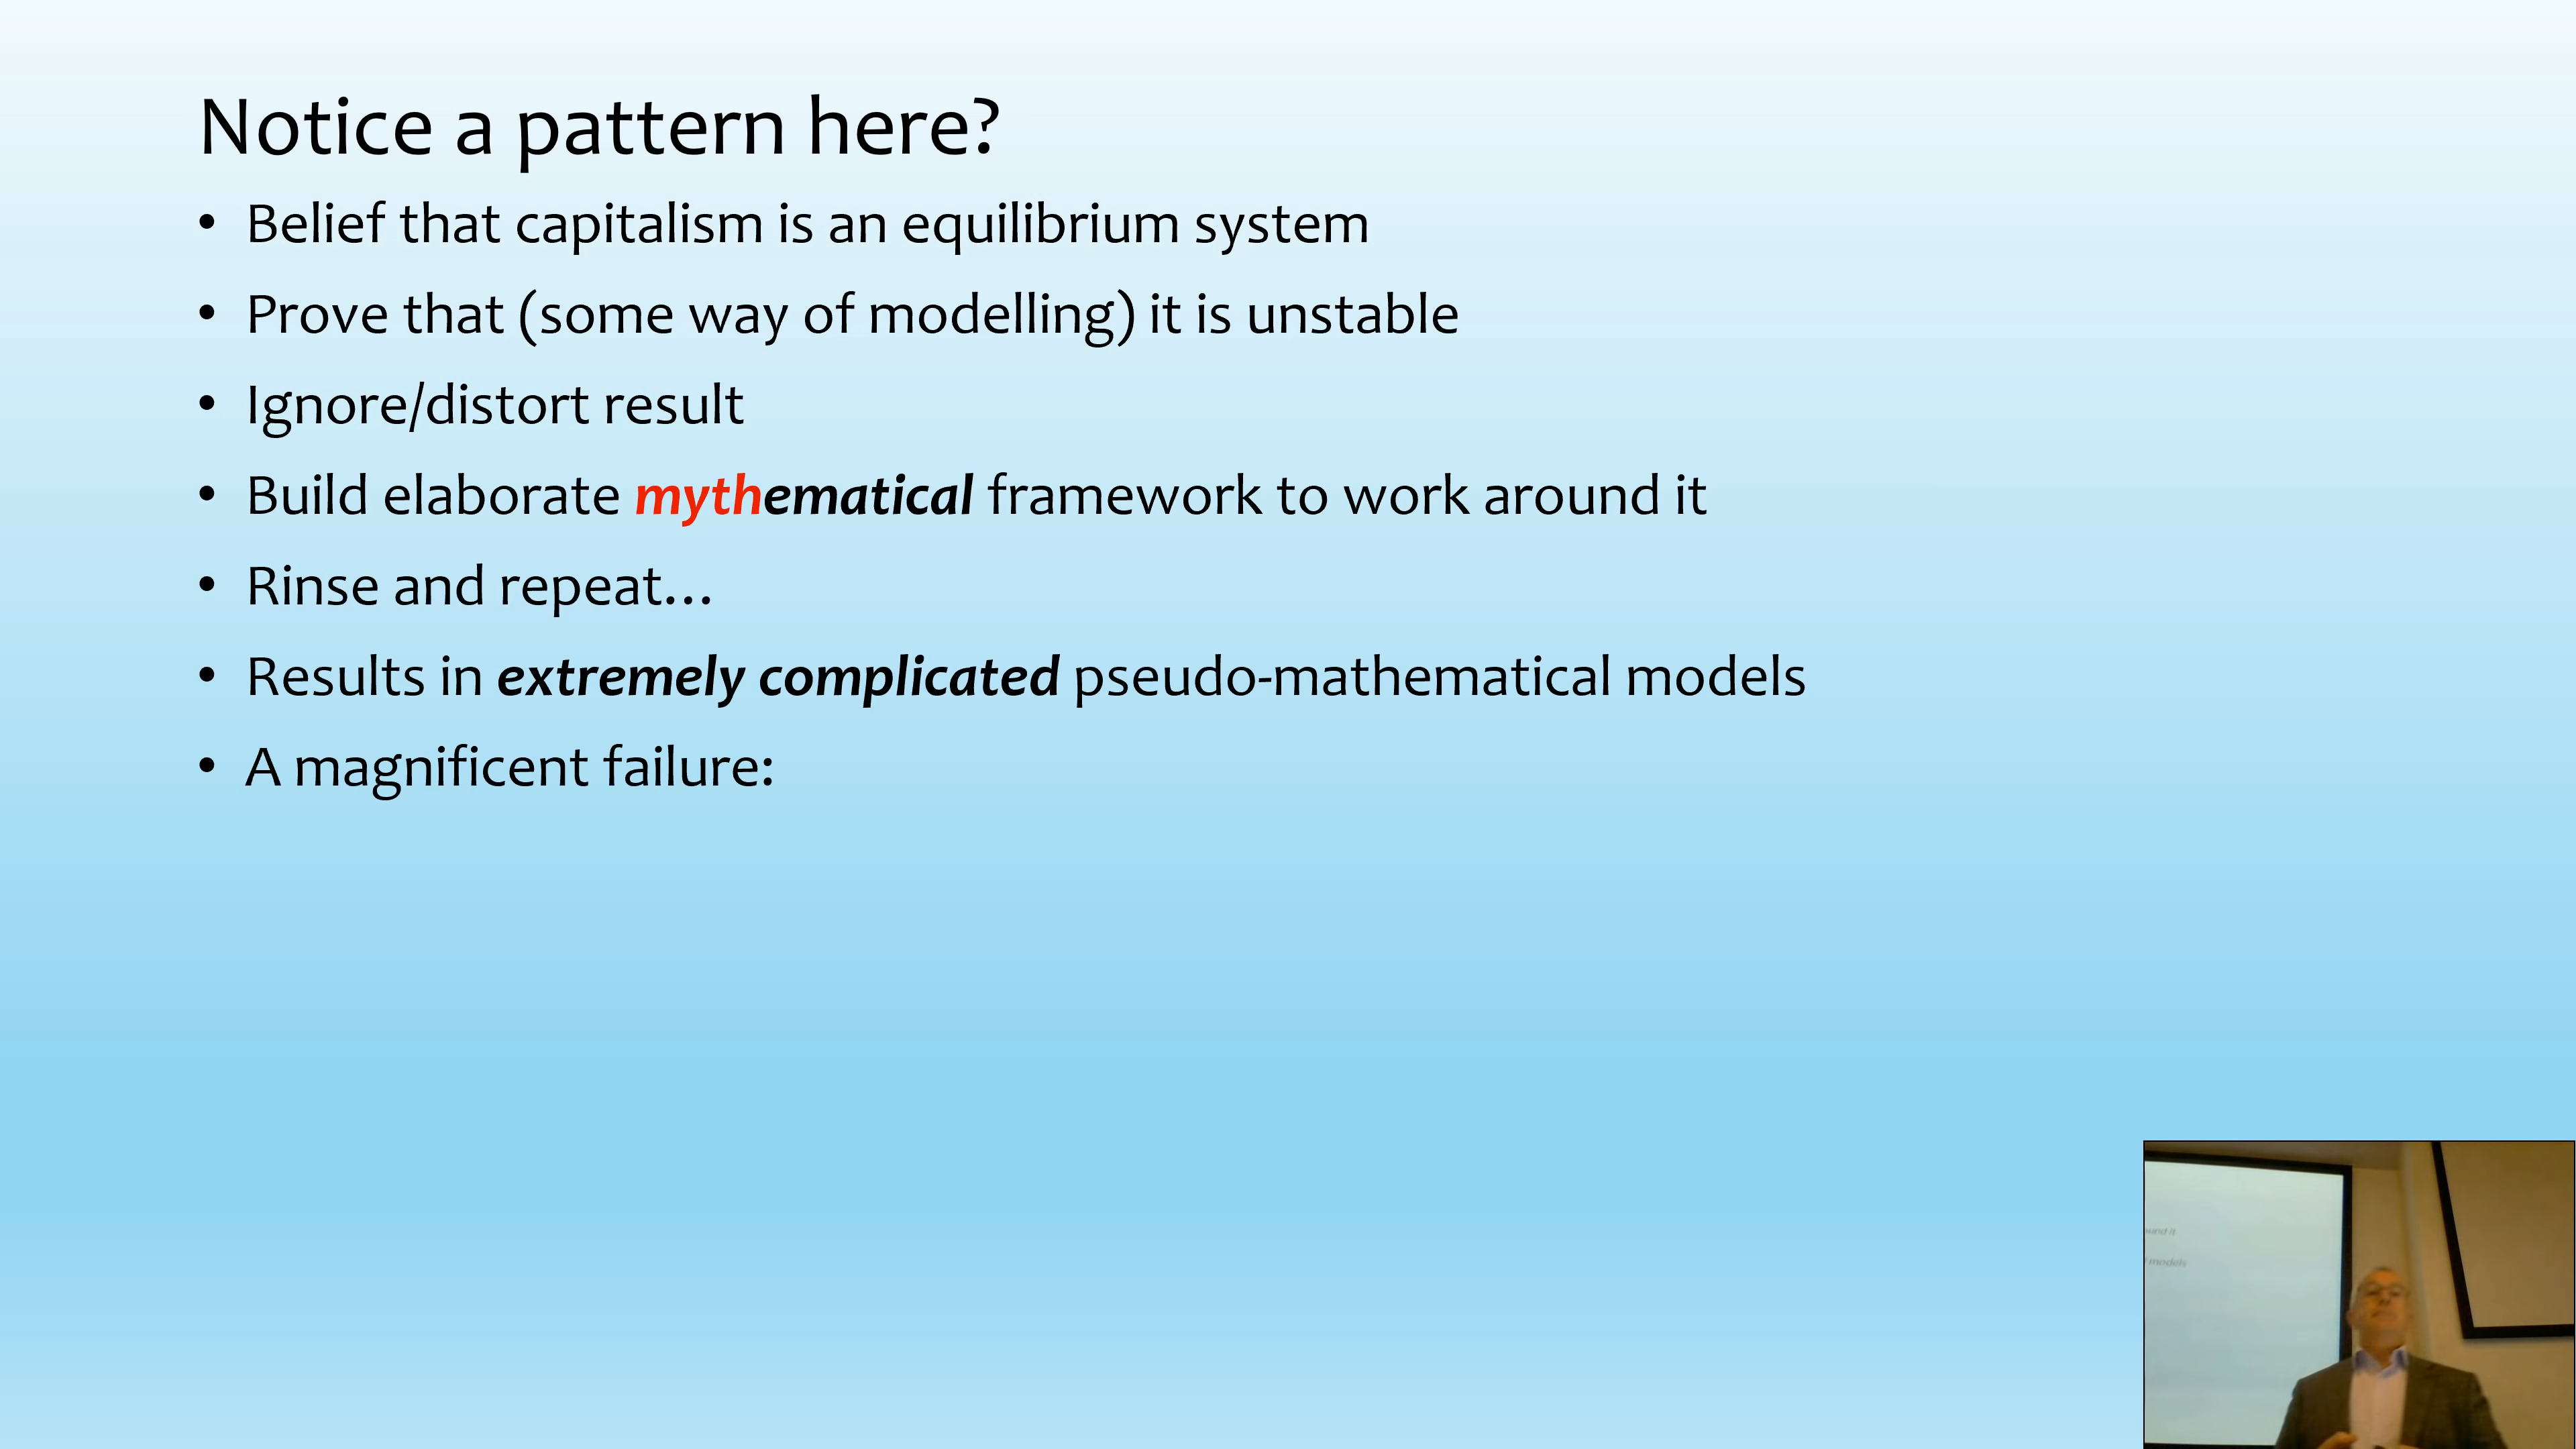 Notice a pattern here?
• Belief that capitalism is an equilibrium system
• Prove that (some way of modelling) it is unstable
• Ignore/distort result
• Build elaborate mythematical framework to work around it
• Rinse and repeat…
• Results in extremely complicated pseudo-mathematical models
• A magnificent failure:
it
models